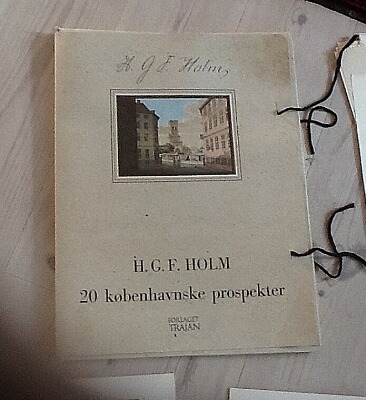 H. G. F. Holm,
H. G. F. HOLM
20 københavnske prospekter
FORLAGET
TRAJAN